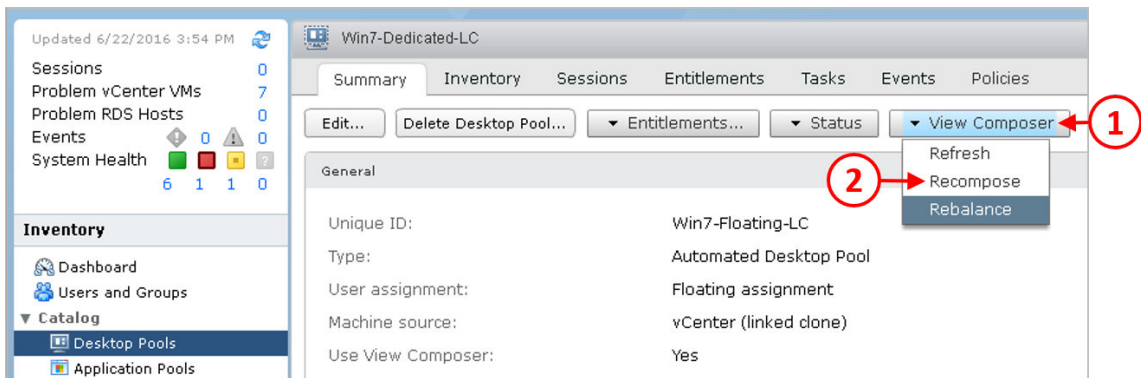 Updated 6/22/2016 3:54 PM
Sessions 0
Problem vCenter VMs 7
Problem RDS Hosts 0
Events 0 0
System Health
6 1 1 0
Inventory
Dashboard
Users and Groups
Catalog
Desktop Pools
Application Pools
Win7-Dedicated-LC
Summary Inventory Sessions Entitlements Tasks Events Policies
Edit... Delete Desktop Pool... Entitlements... Status View Composer 1
Refresh
2 Recompose
Rebalance
General
Unique ID: Win7-Floating-LC
Type: Automated Desktop Pool
User assignment: Floating assignment
Machine source: vCenter (linked clone)
Use View Composer: Yes